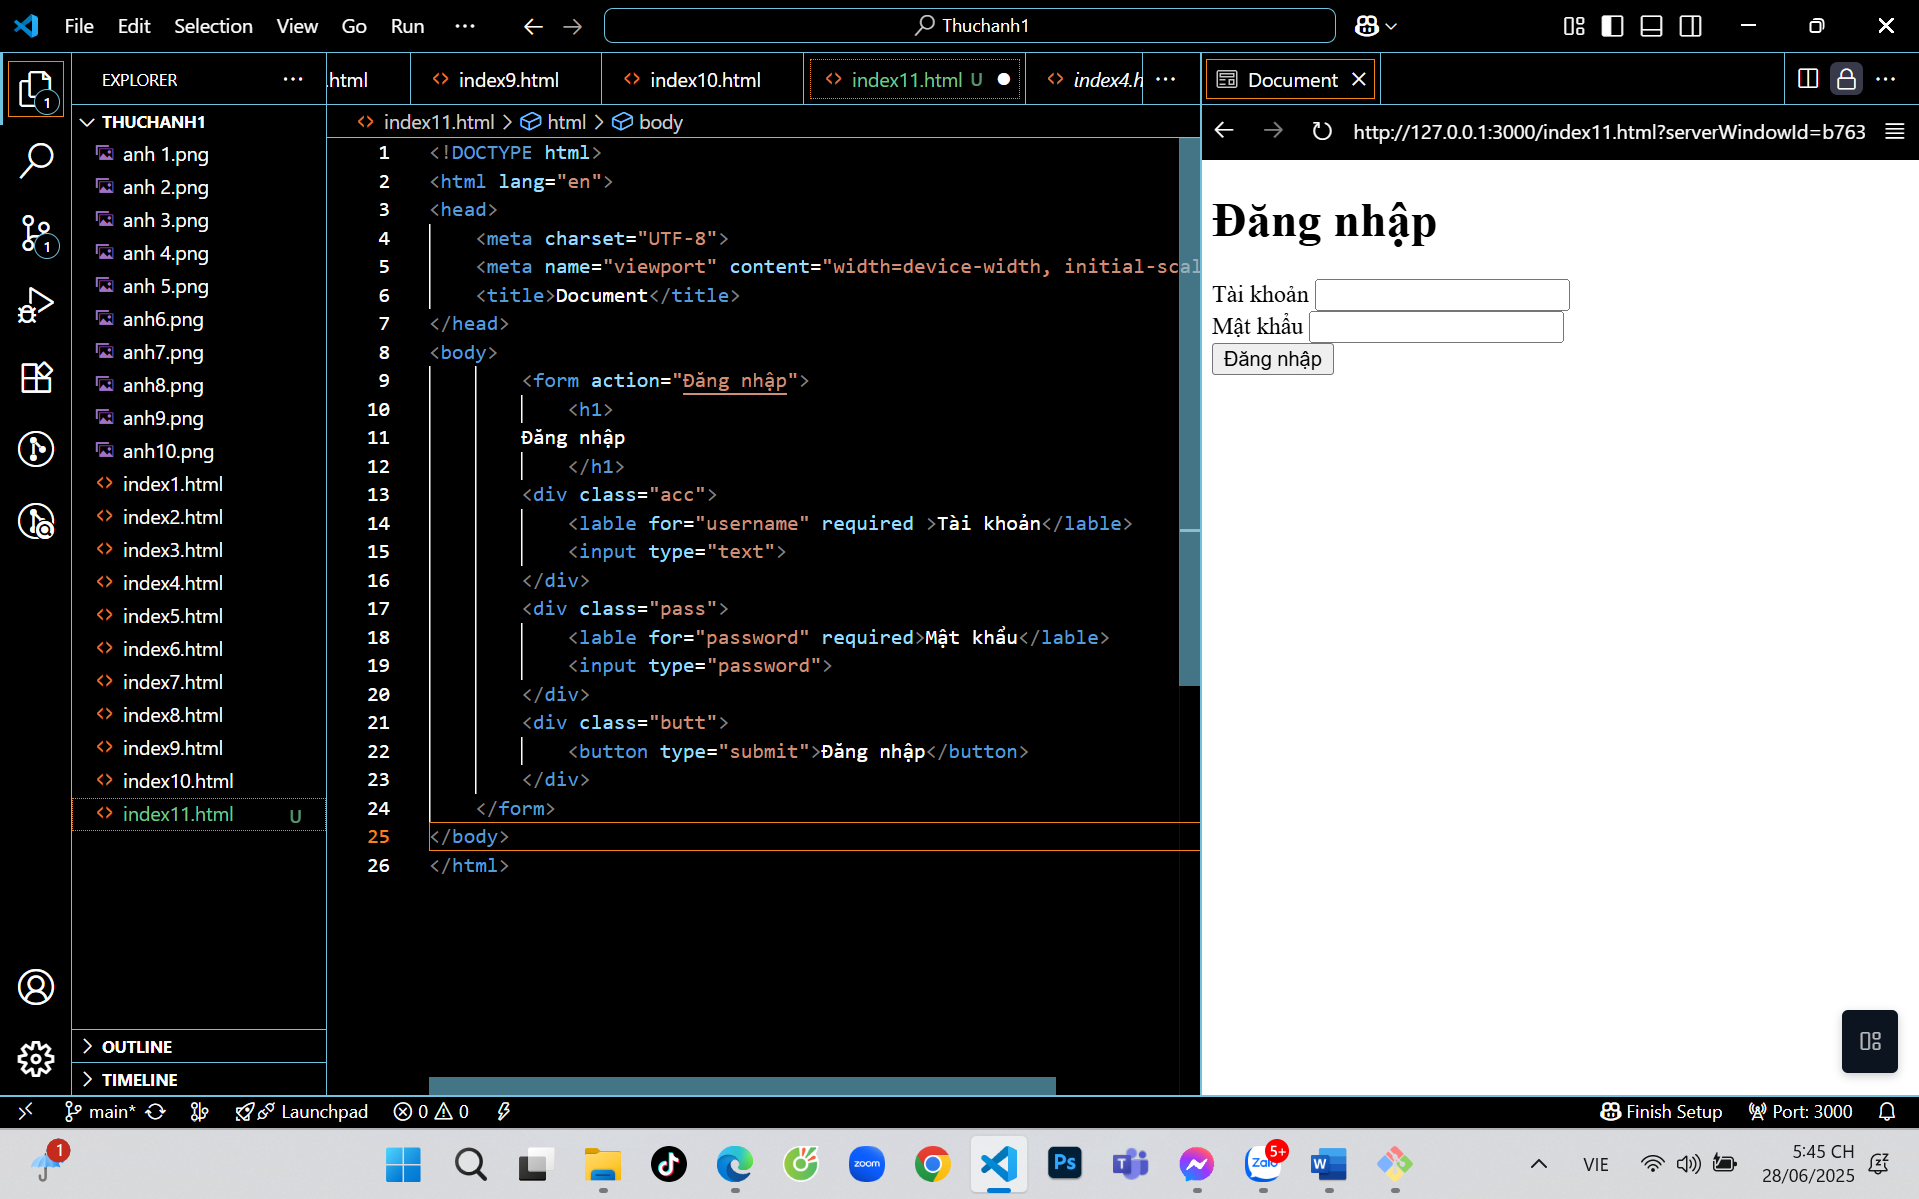 File Edit Selection View Go Run ··· Thuchanh1
EXPLORER ···
THUCHANH1
anh 1.png
anh 2.png
anh 3.png
anh 4.png
anh 5.png
anh6.png
anh7.png
anh8.png
anh9.png
anh10.png
index1.html
index2.html
index3.html
index4.html
index5.html
index6.html
index7.html
index8.html
index9.html
index10.html
index11.html U
OUTLINE
TIMELINE
.html index9.html index10.html index11.html U index4.h ···
index11.html > html > body
1 <!DOCTYPE html>
2 <html lang="en">
3 <head>
4 <meta charset="UTF-8">
5 <meta name="viewport" content="width=device-width, initial-scal
6 <title>Document</title>
7 </head>
8 <body>
9 <form action="Đăng nhập">
10 <h1>
11 Đăng nhập
12 </h1>
13 <div class="acc">
14 <lable for="username" required >Tài khoản</lable>
15 <input type="text">
16 </div>
17 <div class="pass">
18 <lable for="password" required>Mật khẩu</lable>
19 <input type="password">
20 </div>
21 <div class="butt">
22 <button type="submit">Đăng nhập</button>
23 </div>
24 </form>
25 </body>
26 </html>
Document
http://127.0.0.1:3000/index11.html?serverWindowId=b763
Đăng nhập
Tài khoản
Mật khẩu
Đăng nhập
1
1
main* Launchpad 0 0 Finish Setup Port: 3000
1 zoom Ps T Zalo 5+ W VIE 5:45 CH
28/06/2025